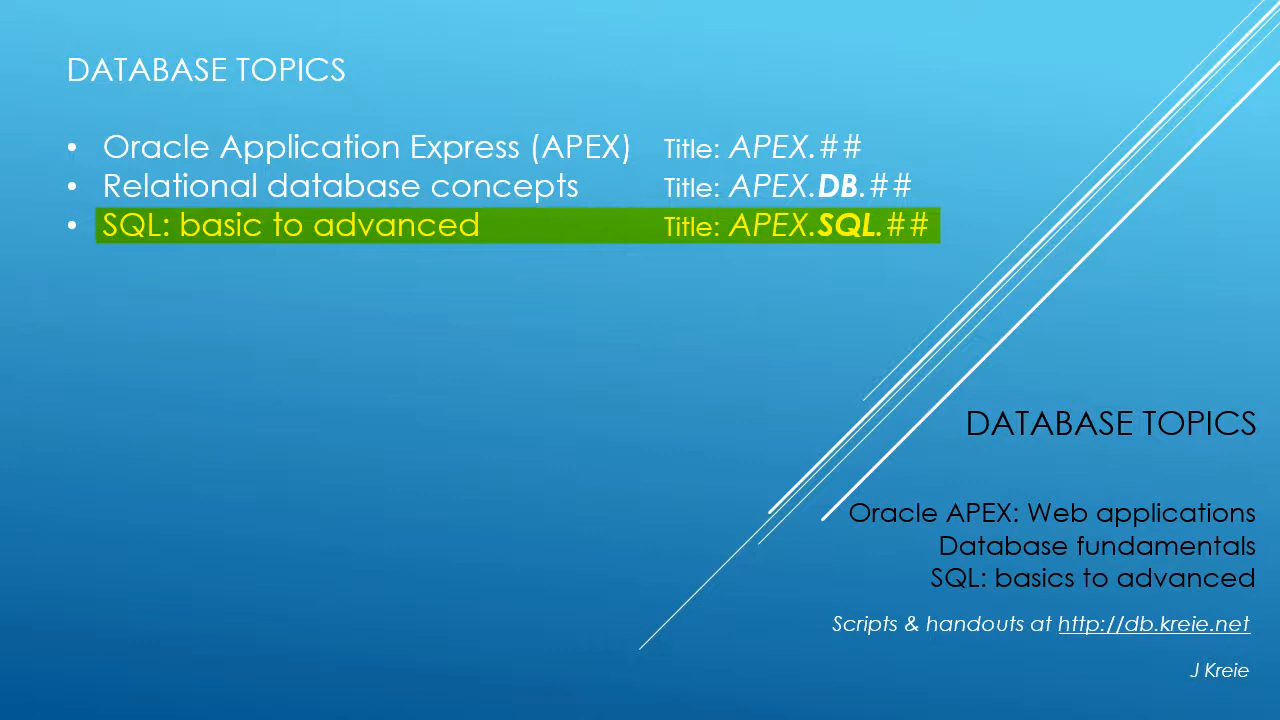 DATABASE TOPICS
• Oracle Application Express (APEX) Title: APEX.##
• Relational database concepts Title: APEX.DB.##
• SQL: basic to advanced Title: APEX.SQL.##
DATABASE TOPICS
Oracle APEX: Web applications
Database fundamentals
SQL: basics to advanced
Scripts & handouts at http://db.kreie.net
J Kreie